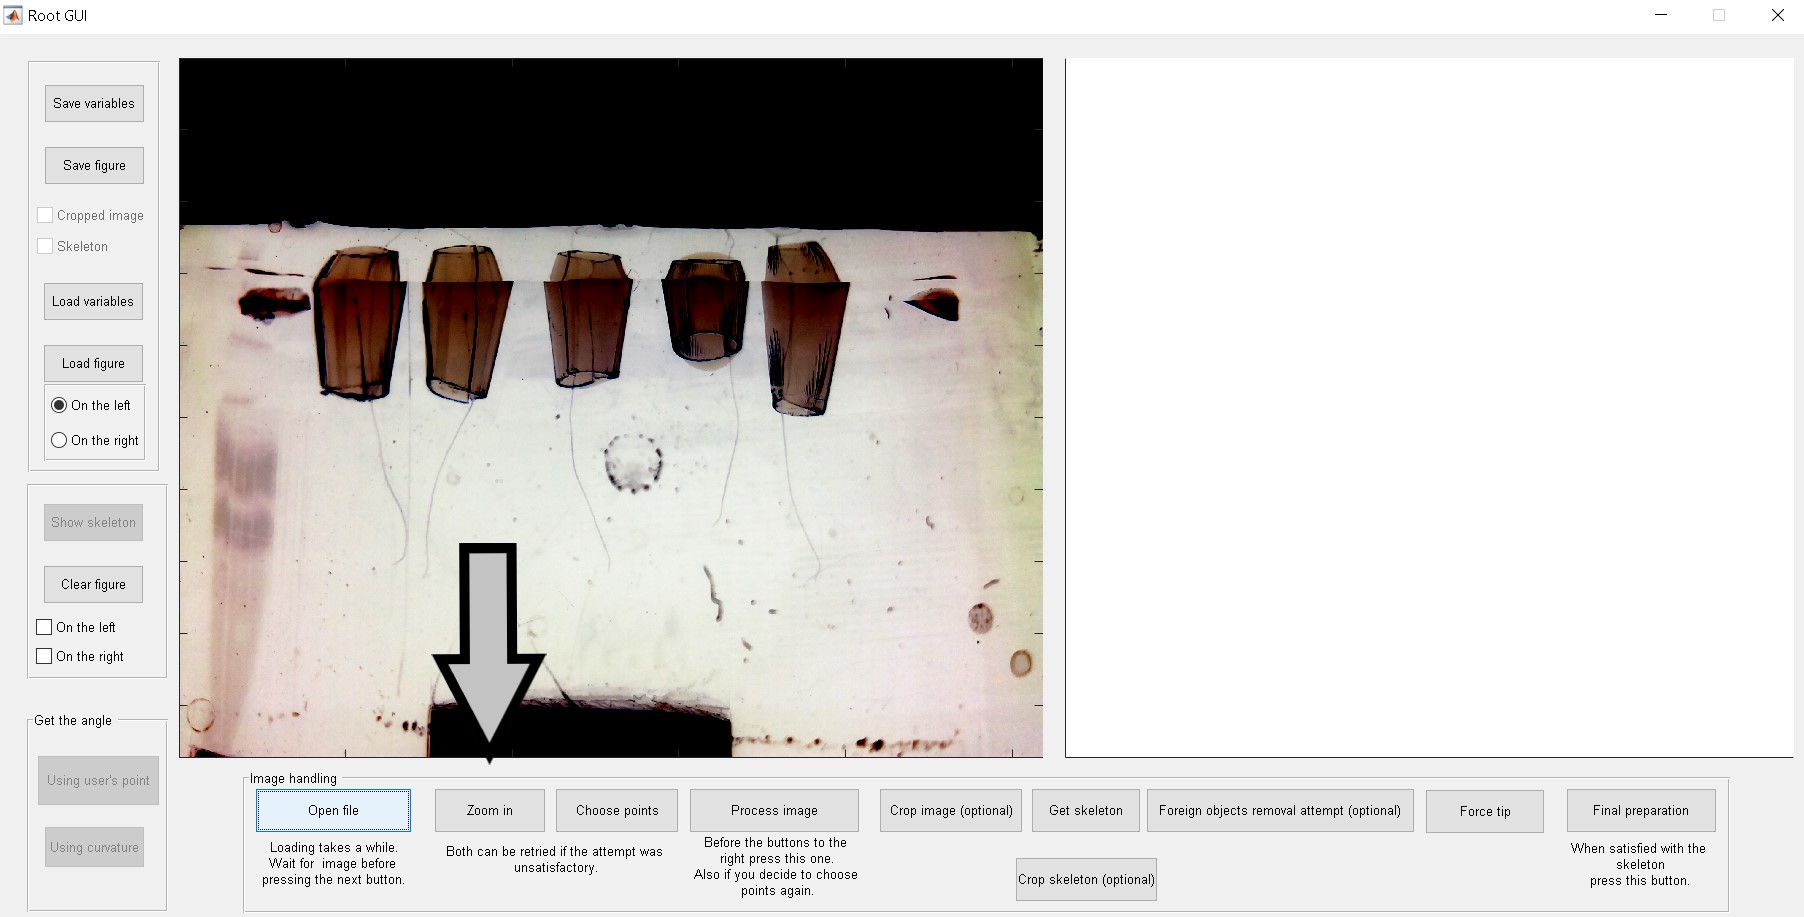 Root GUI
Save variables
Save figure
Cropped image
Skeleton
Load variables
Load figure
On the left
On the right
Show skeleton
Clear figure
On the left
On the right
Get the angle
Using user's point
Using curvature
Image handling
Open file
Loading takes a while.
Wait for  image before
pressing the next button.
Zoom in
Choose points
Both can be retried if the attempt was
unsatisfactory.
Process image
Before the buttons to the
right press this one.
Also if you decide to choose
points again.
Crop image (optional)
Get skeleton
Crop skeleton (optional)
Foreign objects removal attempt (optional)
Force tip
Final preparation
When satisfied with the
skeleton
press this button.